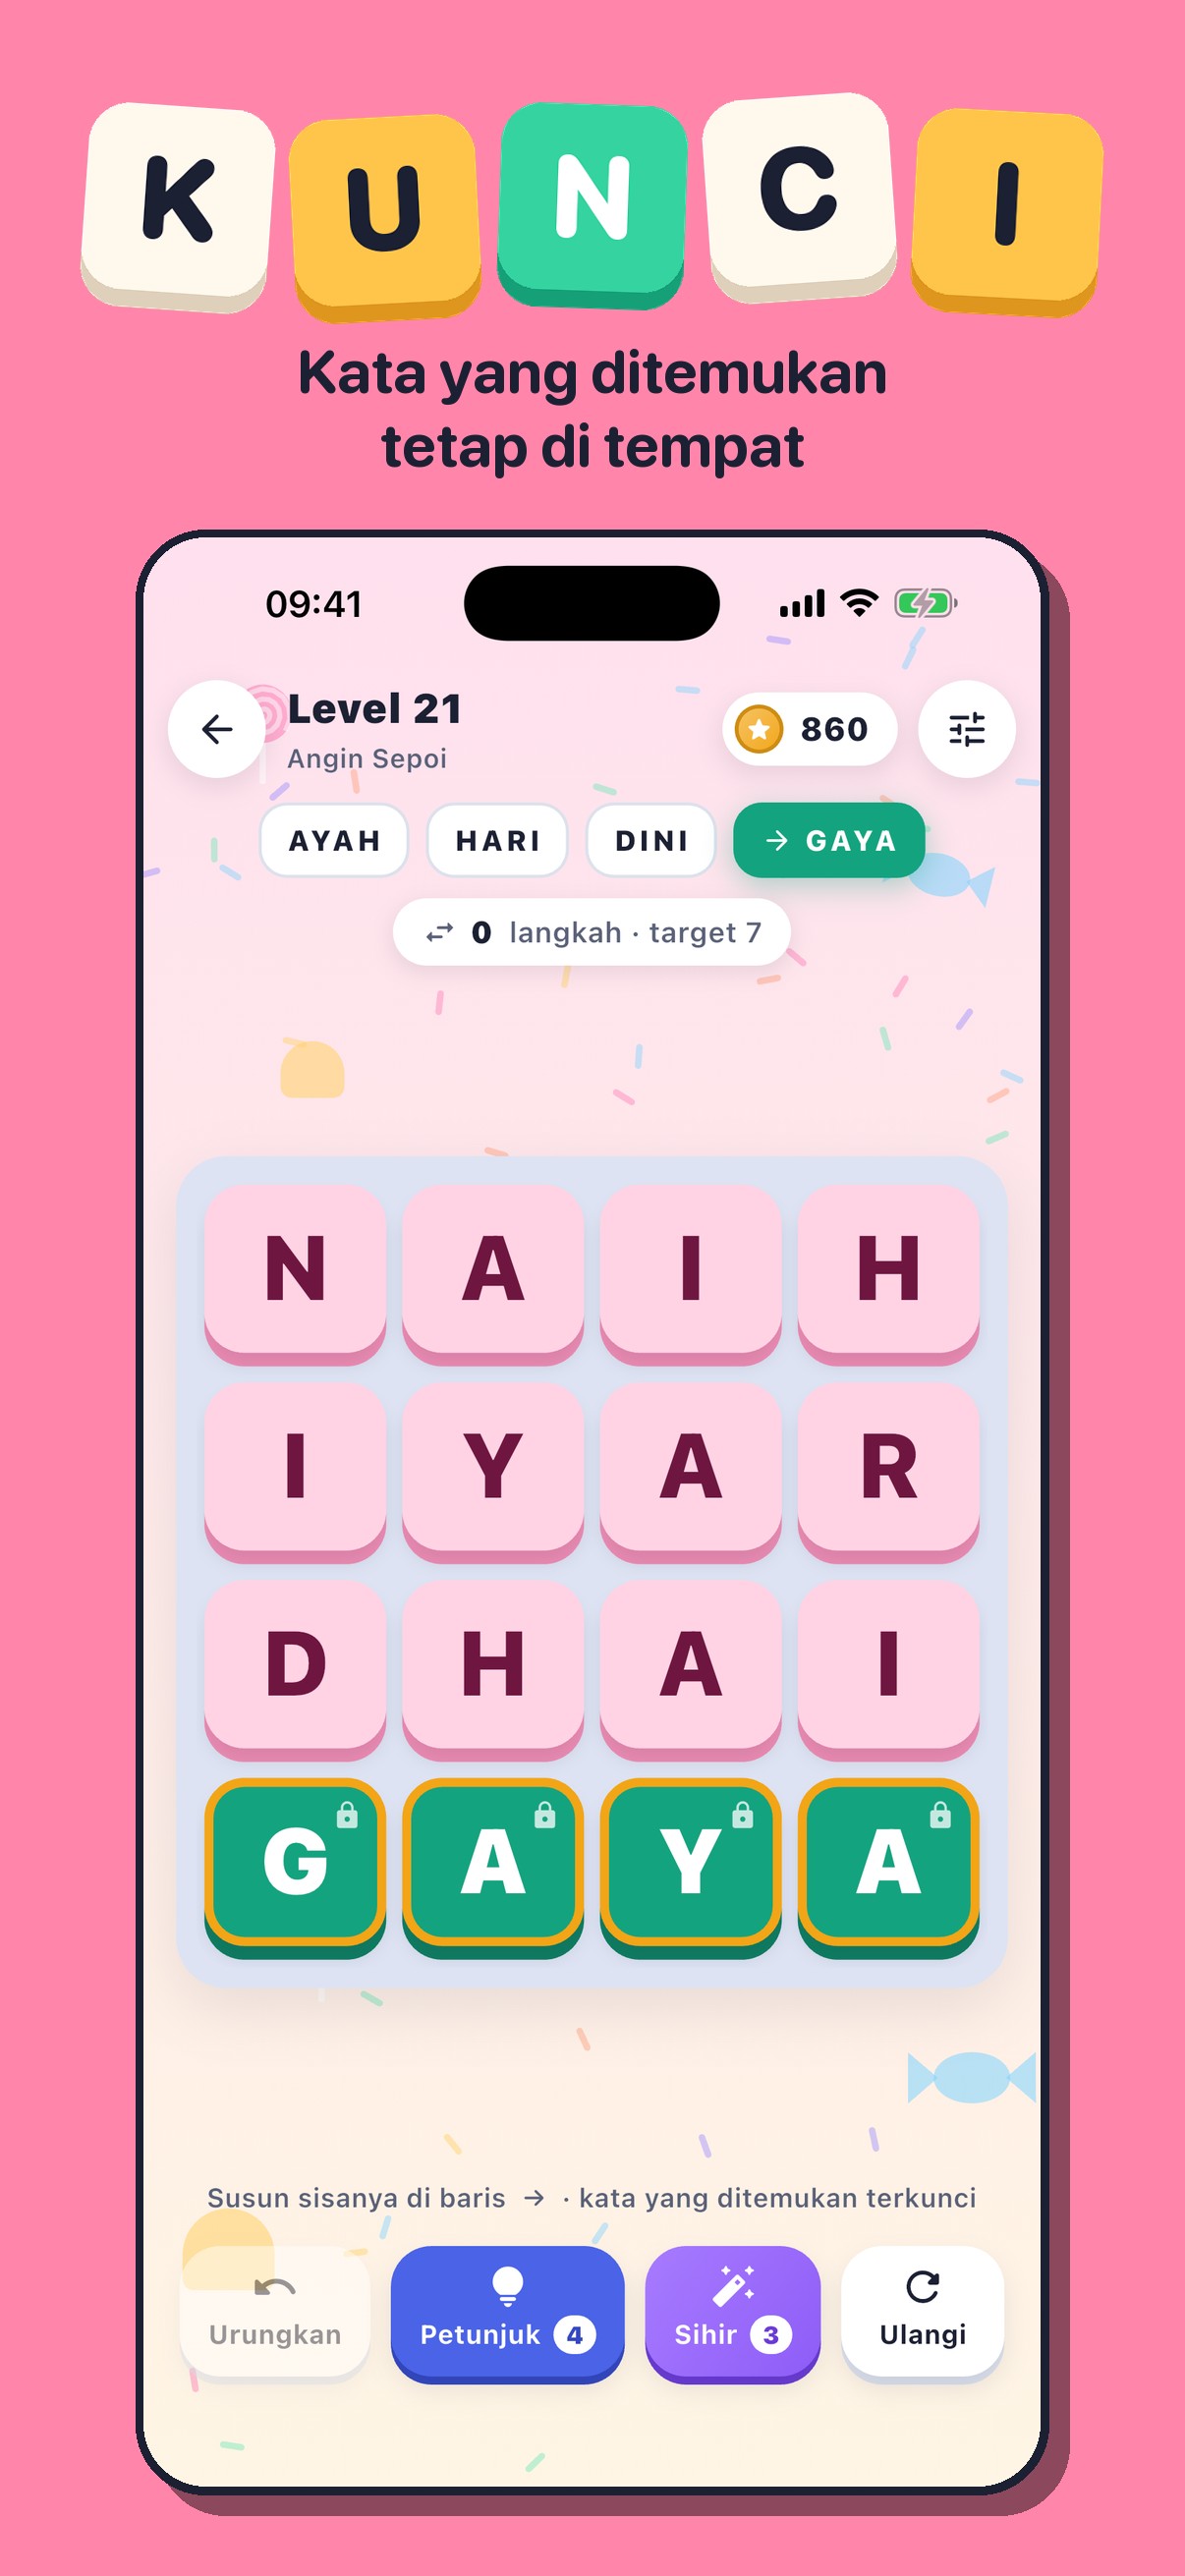 KUNCI
Kata yang ditemukan
tetap di tempat
09:41
Level 21
Angin Sepoi
860
AYAH HARI DINI → GAYA
0 langkah · target 7
N A I H
I Y A R
D H A I
G A Y A
Susun sisanya di baris → · kata yang ditemukan terkunci
Urungkan Petunjuk 4 Sihir 3 Ulangi